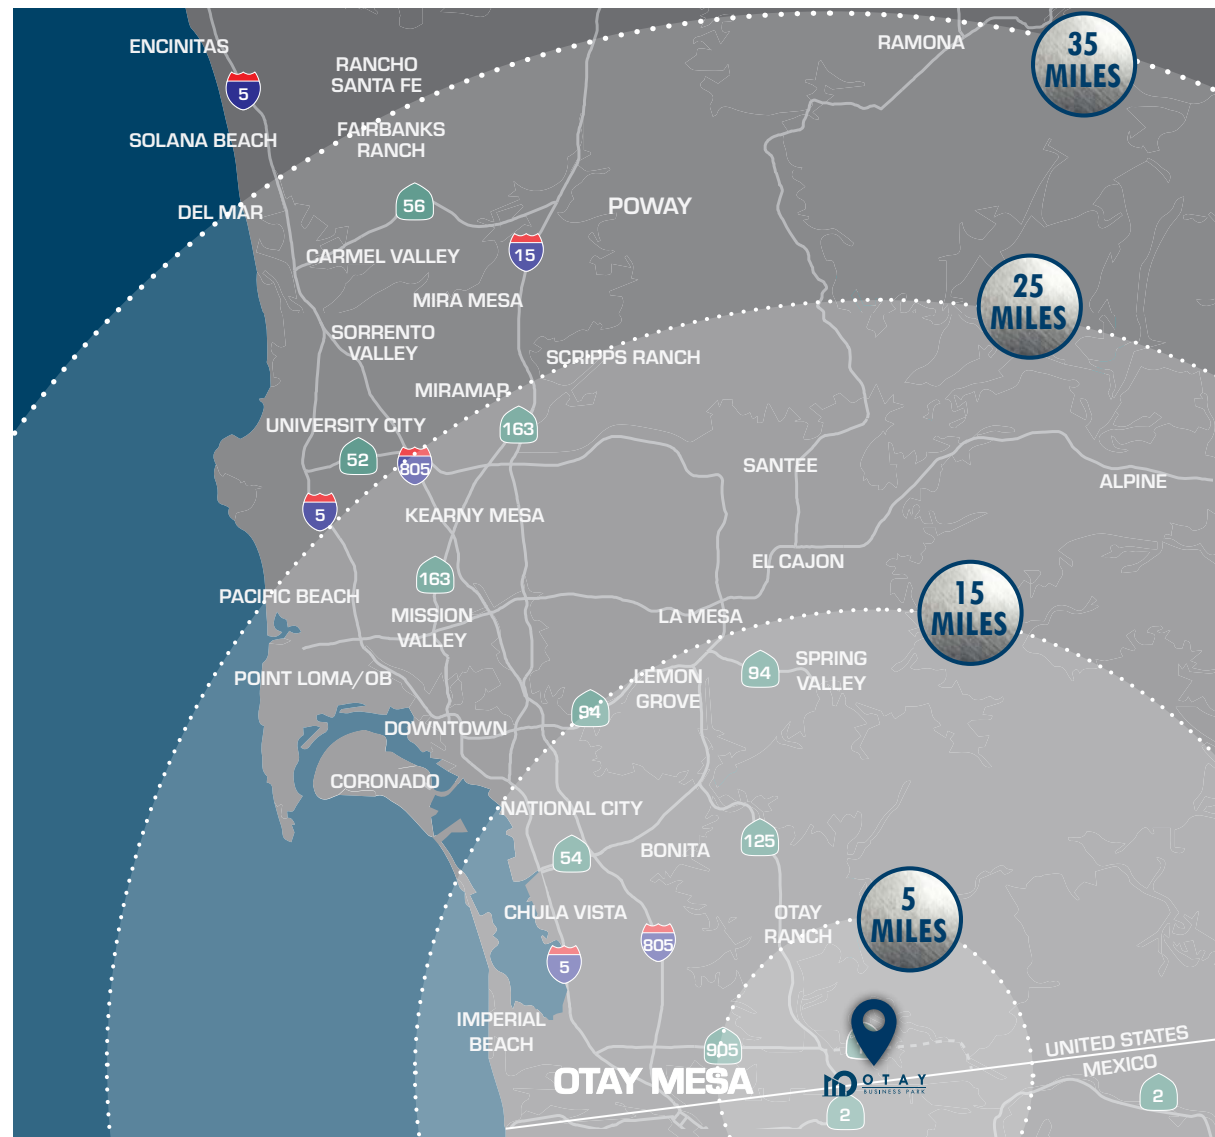 ENCINITAS
RAMONA
35
MILES
RANCHO
SANTA FE
5
SOLANA BEACH
FAIRBANKS
RANCH
DEL MAR
56
POWAY
CARMEL VALLEY
15
MIRA MESA
25
MILES
SORRENTO
VALLEY
SCRIPPS RANCH
MIRAMAR
UNIVERSITY CITY
163
52
805
SANTEE
ALPINE
5
KEARNY MESA
EL CAJON
163
PACIFIC BEACH
MISSION
VALLEY
LA MESA
15
MILES
POINT LOMA/OB
LEMON
GROVE
94
SPRING
VALLEY
94
DOWNTOWN
CORONADO
NATIONAL CITY
54
BONITA
125
CHULA VISTA
OTAY
RANCH
5
MILES
805
5
IMPERIAL
BEACH
905
UNITED STATES
MEXICO
OTAY MESA
OTAY
BUSINESS PARK
2
2